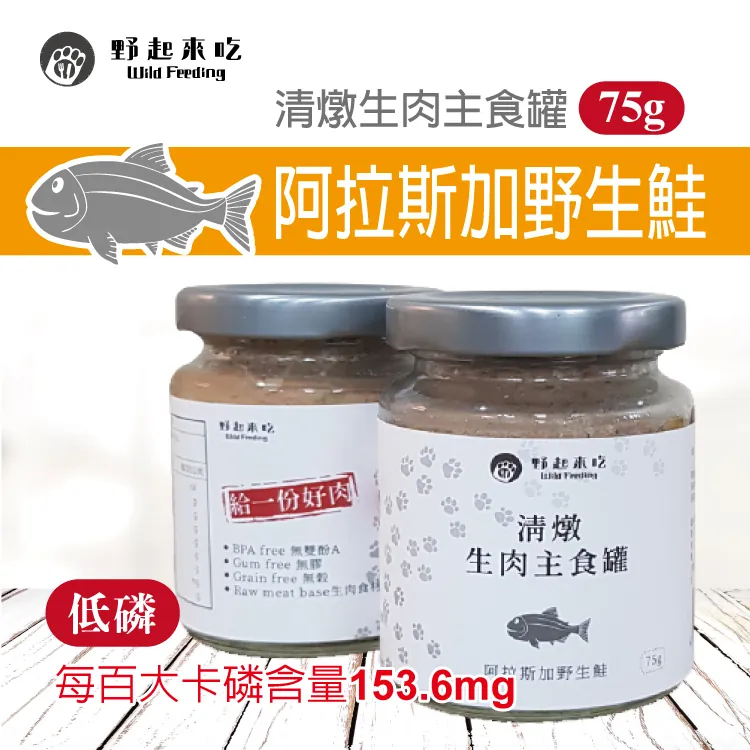 野起來吃
Wild Feeding
清燉生肉主食罐 75g
阿拉斯加野生鮭
野起來吃
Wild Feeding
給一份好肉
• BPA free 無雙酚A
• Gum free 無膠
• Grain free 無穀
• Raw meat base生肉食材
野起來吃
Wild Feeding
清燉
生肉主食罐
阿拉斯加野生鮭
75g
低磷
每百大卡磷含量153.6mg